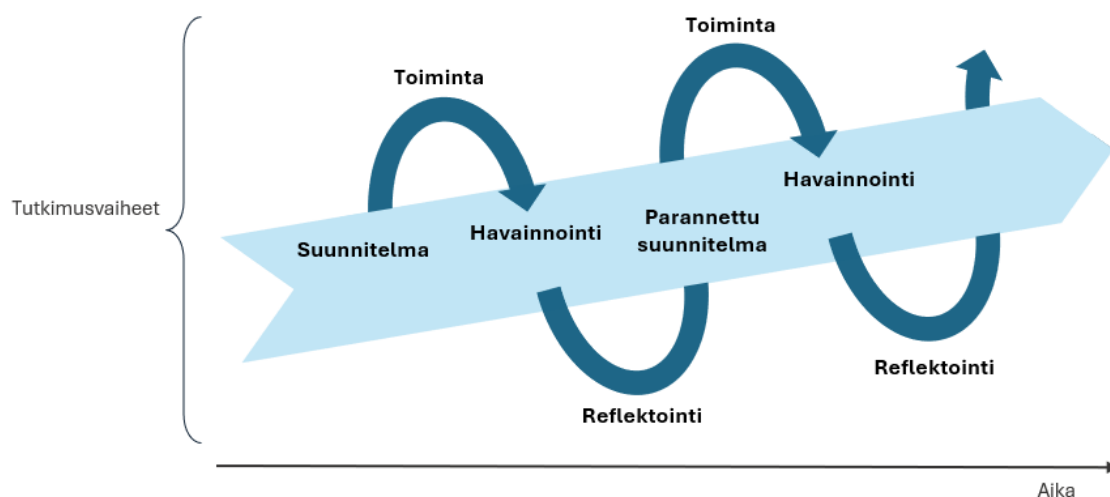 Toiminta
Toiminta
Havainnointi
Tutkimusvaiheet
Suunnitelma
Havainnointi
Parannettu
suunnitelma
Reflektointi
Reflektointi
Aika